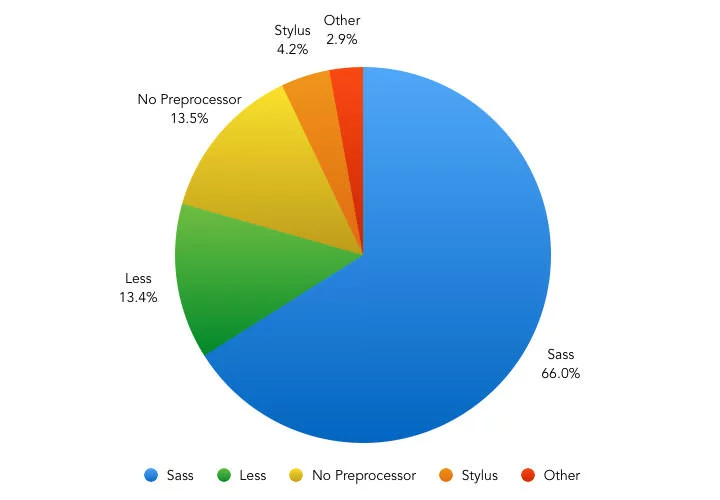 Other
2.9%
Stylus
4.2%
No Preprocessor
13.5%
Less
13.4%
Sass
66.0%
Sass Less No Preprocessor Stylus Other